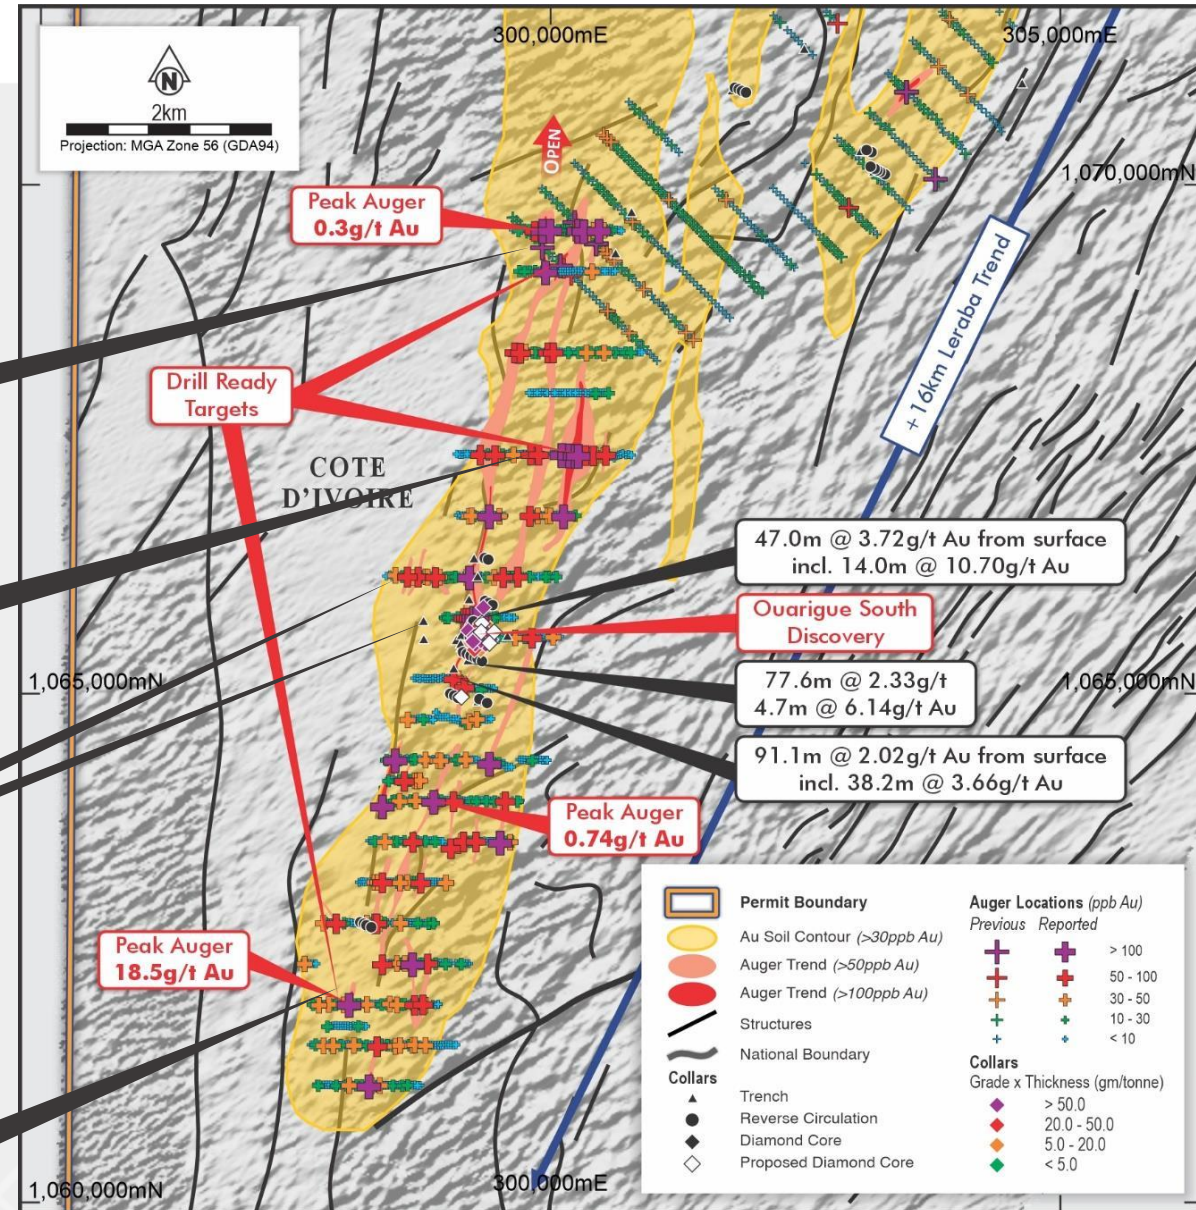 300,000mE
305,000mE
N
2km
Projection: MGA Zone 56 (GDA94)
OPEN
1,070,000mN
Peak Auger
0.3g/t Au
+16km Leraba Trend
Drill Ready
Targets
COTE
D'IVOIRE
47.0m @ 3.72g/t Au from surface
incl. 14.0m @ 10.70g/t Au
Ouarigue South
Discovery
1,065,000mN
1,065,000mN
77.6m @ 2.33g/t
4.7m @ 6.14g/t Au
91.1m @ 2.02g/t Au from surface
incl. 38.2m @ 3.66g/t Au
Peak Auger
0.74g/t Au
Peak Auger
18.5g/t Au
Permit Boundary
Au Soil Contour (>30ppb Au)
Auger Trend (>50ppb Au)
Auger Trend (>100ppb Au)
Structures
National Boundary
Collars
Trench
Reverse Circulation
Diamond Core
Proposed Diamond Core
Auger Locations (ppb Au)
Previous Reported
> 100
50 - 100
30 - 50
10 - 30
< 10
Collars
Grade x Thickness (gm/tonne)
> 50.0
20.0 - 50.0
5.0 - 20.0
< 5.0
1,060,000mN
300,000mE